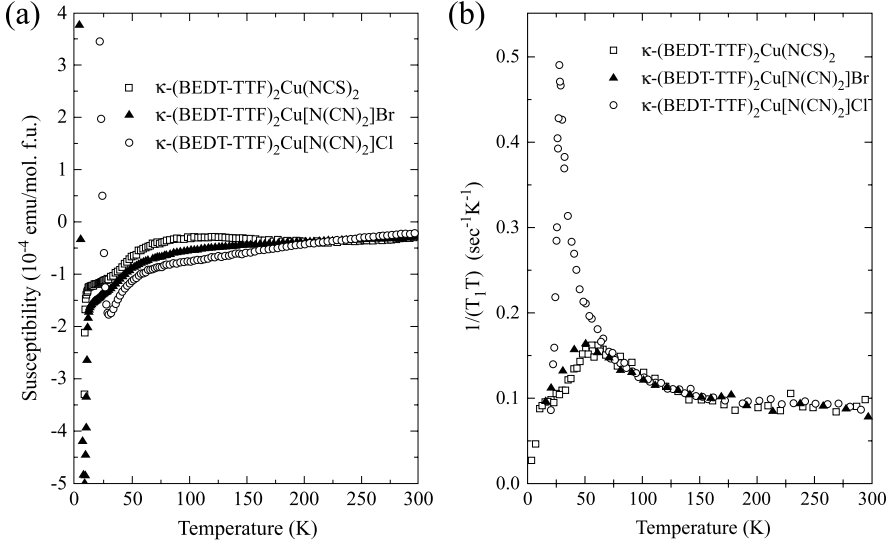 (a)
4
3
2
1
0
-1
-2
-3
-4
-5
κ-(BEDT-TTF)₂Cu(NCS)₂
κ-(BEDT-TTF)₂Cu[N(CN)₂]Br
κ-(BEDT-TTF)₂Cu[N(CN)₂]Cl
Susceptibility (10⁻⁴ emu/mol. f.u.)
0 50 100 150 200 250 300
Temperature (K)
(b)
0.5
0.4
0.3
0.2
0.1
0.0
κ-(BEDT-TTF)₂Cu(NCS)₂
κ-(BEDT-TTF)₂Cu[N(CN)₂]Br
κ-(BEDT-TTF)₂Cu[N(CN)₂]Cl
1/(T₁T) (sec⁻¹K⁻¹)
0 50 100 150 200 250 300
Temperature (K)